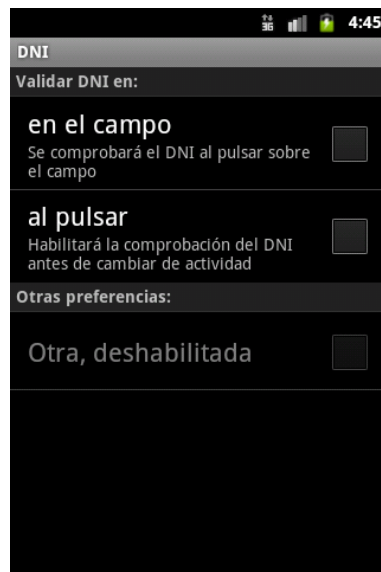 3G 4:45
DNI
Validar DNI en:
en el campo
Se comprobará el DNI al pulsar sobre
el campo
al pulsar
Habilitará la comprobación del DNI
antes de cambiar de actividad
Otras preferencias:
Otra, deshabilitada